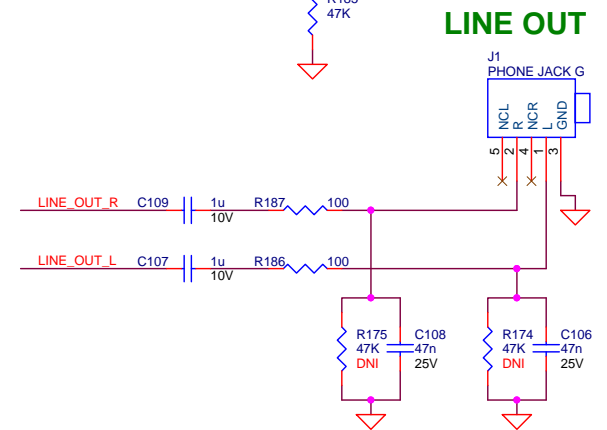 47K
LINE OUT
J1
PHONE JACK G
NCL
R
NCR
L
GND
5
2
4
1
3
LINE_OUT_R C109 1u R187 100
10V
LINE_OUT_L C107 1u R186 100
10V
R175 C108 R174 C106
47K 47n 47K 47n
DNI 25V DNI 25V